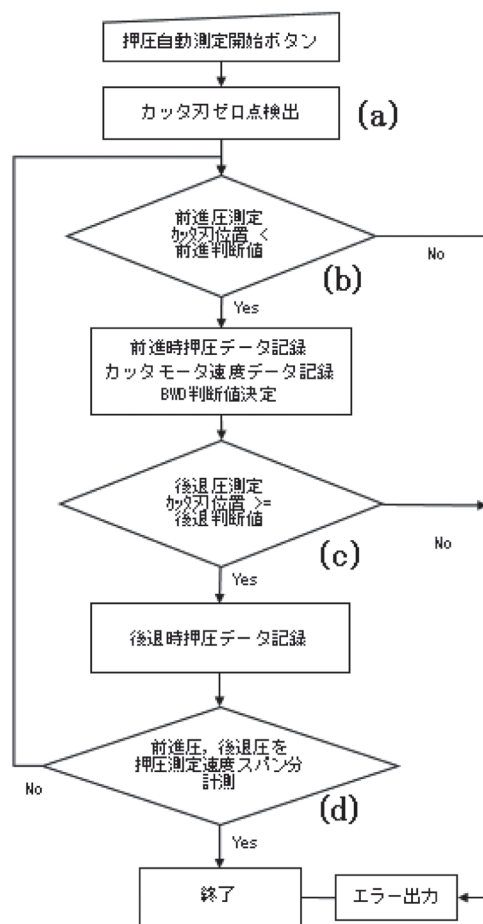 押圧自動測定開始ボタン
カッタ刃ゼロ点検出
(a)
前進圧測定
ｶｯﾀ刃位置 <
前進判断値
No
(b)
Yes
前進時押圧データ記録
カッタモータ速度データ記録
BWD判断値決定
後退圧測定
ｶｯﾀ刃位置 >=
後退判断値
No
(c)
Yes
後退時押圧データ記録
前進圧，後退圧を
押圧測定速度スパン分
計測
No
(d)
Yes
終了
エラー出力